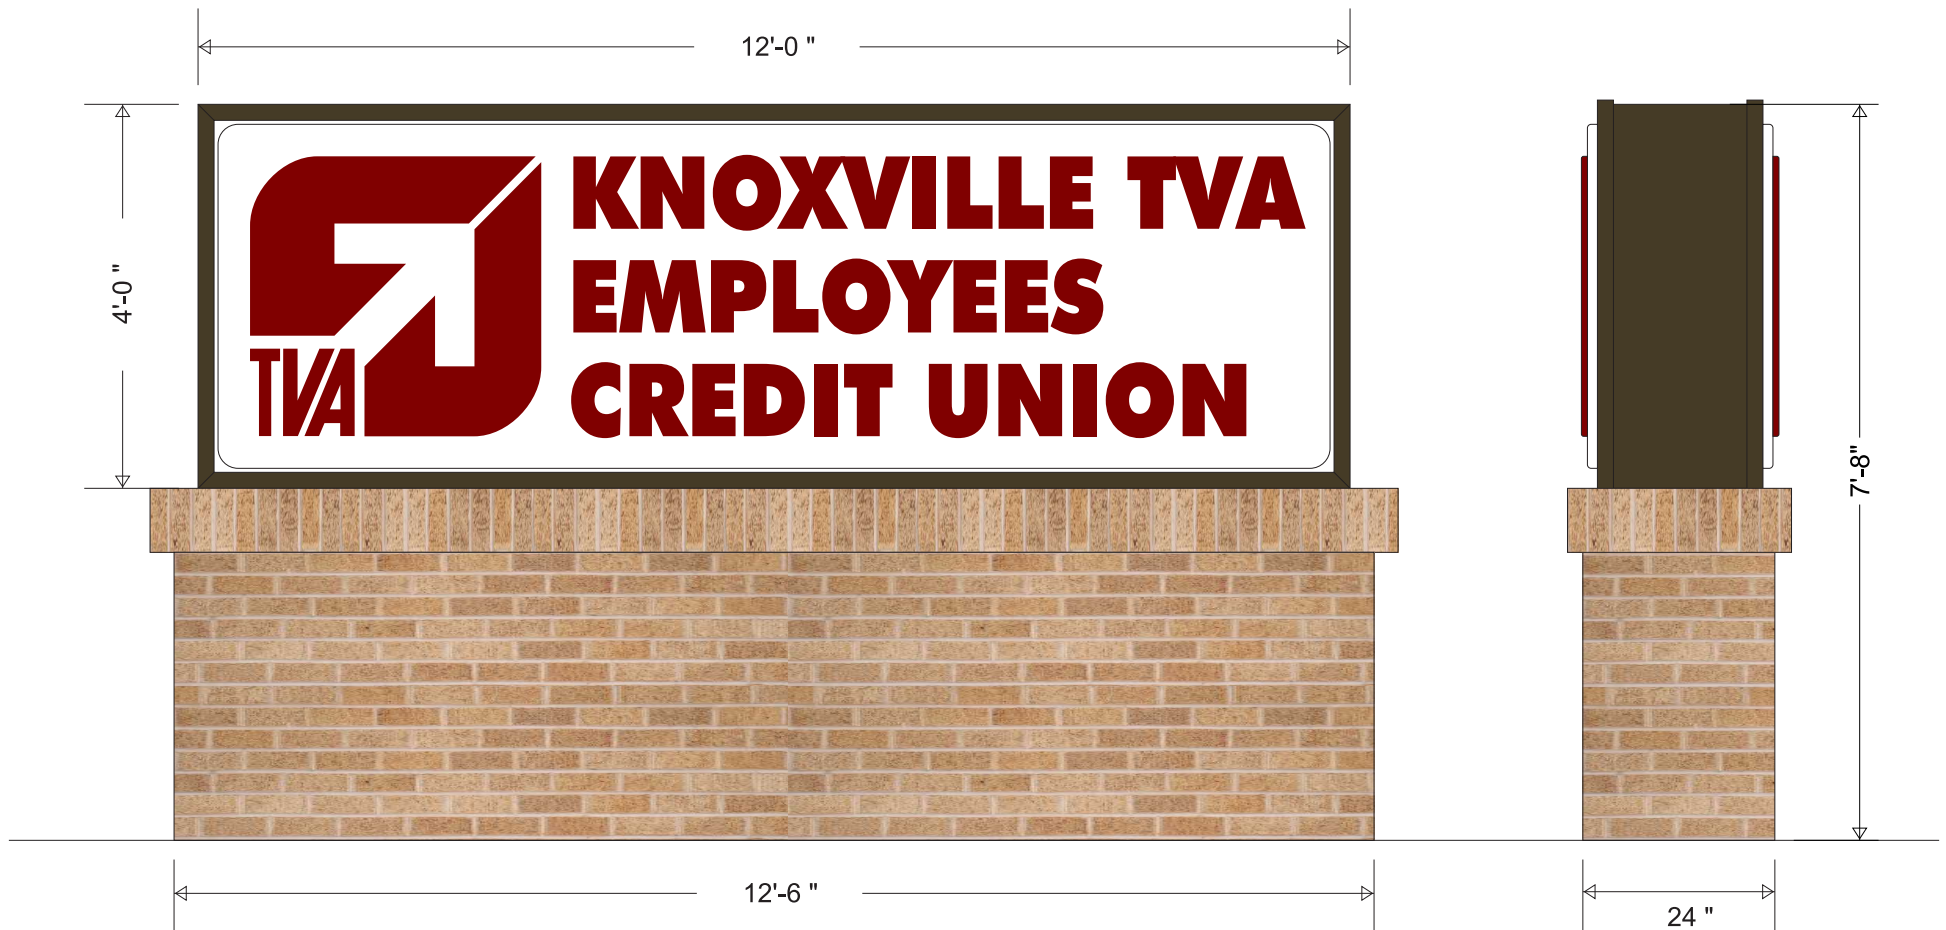 12'-0 "
4'-0 "
KNOXVILLE TVA
EMPLOYEES
CREDIT UNION
TVA
7'-8"
12'-6 "
24 "